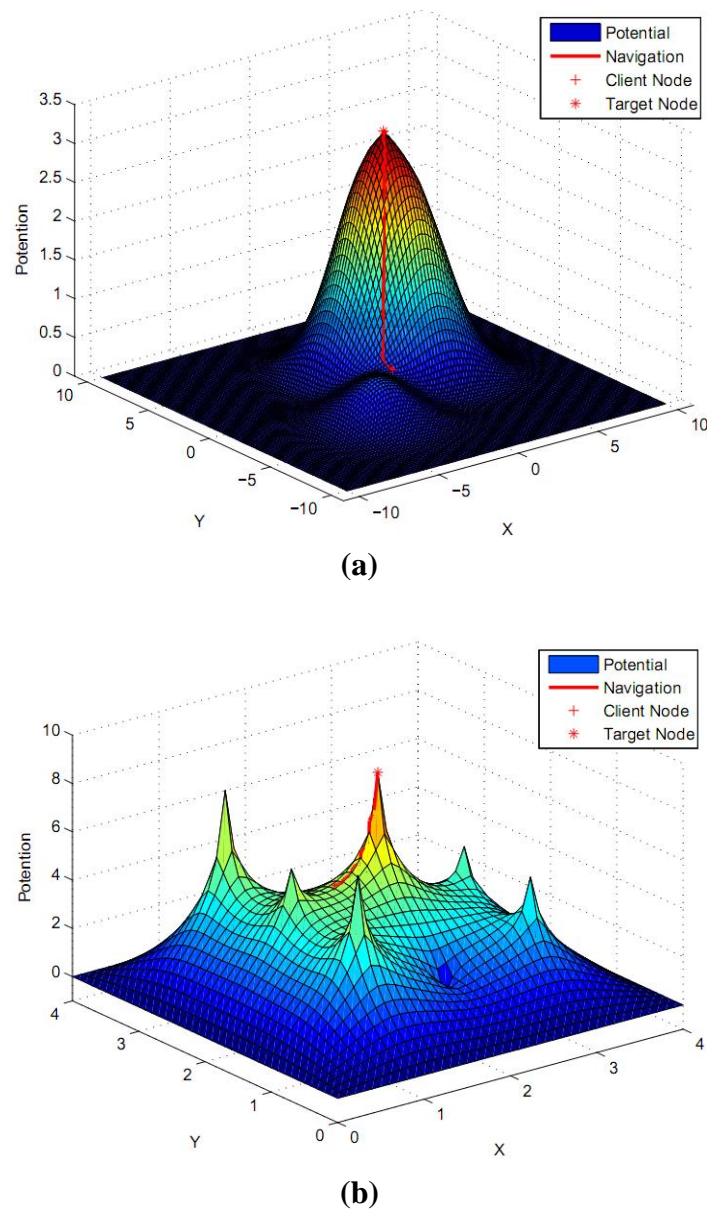 Potential
Navigation
Client Node
Target Node
3.5
3
2.5
2
1.5
1
0.5
0
Potention
10
5
0
−5
−10
Y
−10
−5
0
5
10
X
(a)
Potential
Navigation
Client Node
Target Node
10
8
6
4
2
0
Potention
4
3
2
1
0
Y
0
1
2
3
4
X
(b)